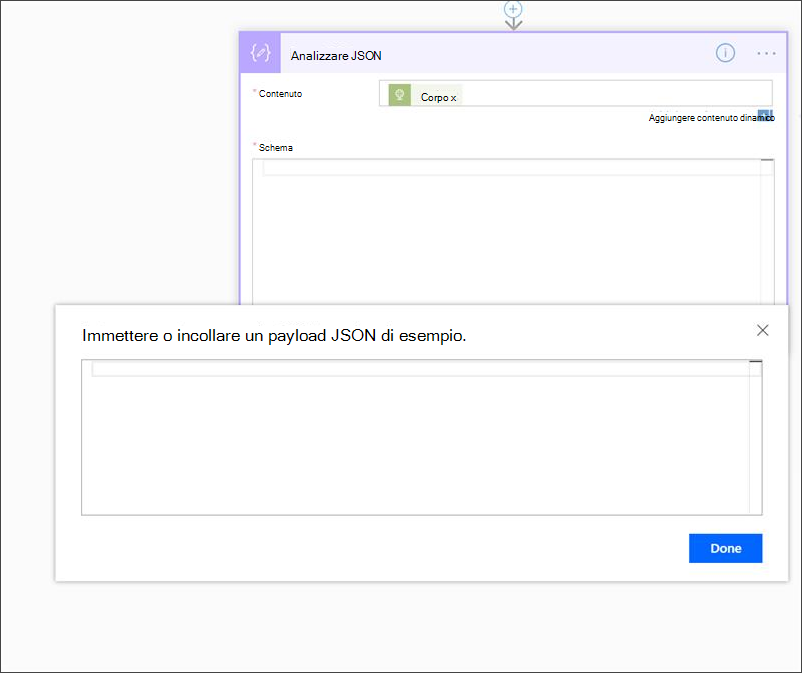 Analizzare JSON
* Contenuto
Corpo x
Aggiungere contenuto dinamico
* Schema
Immettere o incollare un payload JSON di esempio.
Done